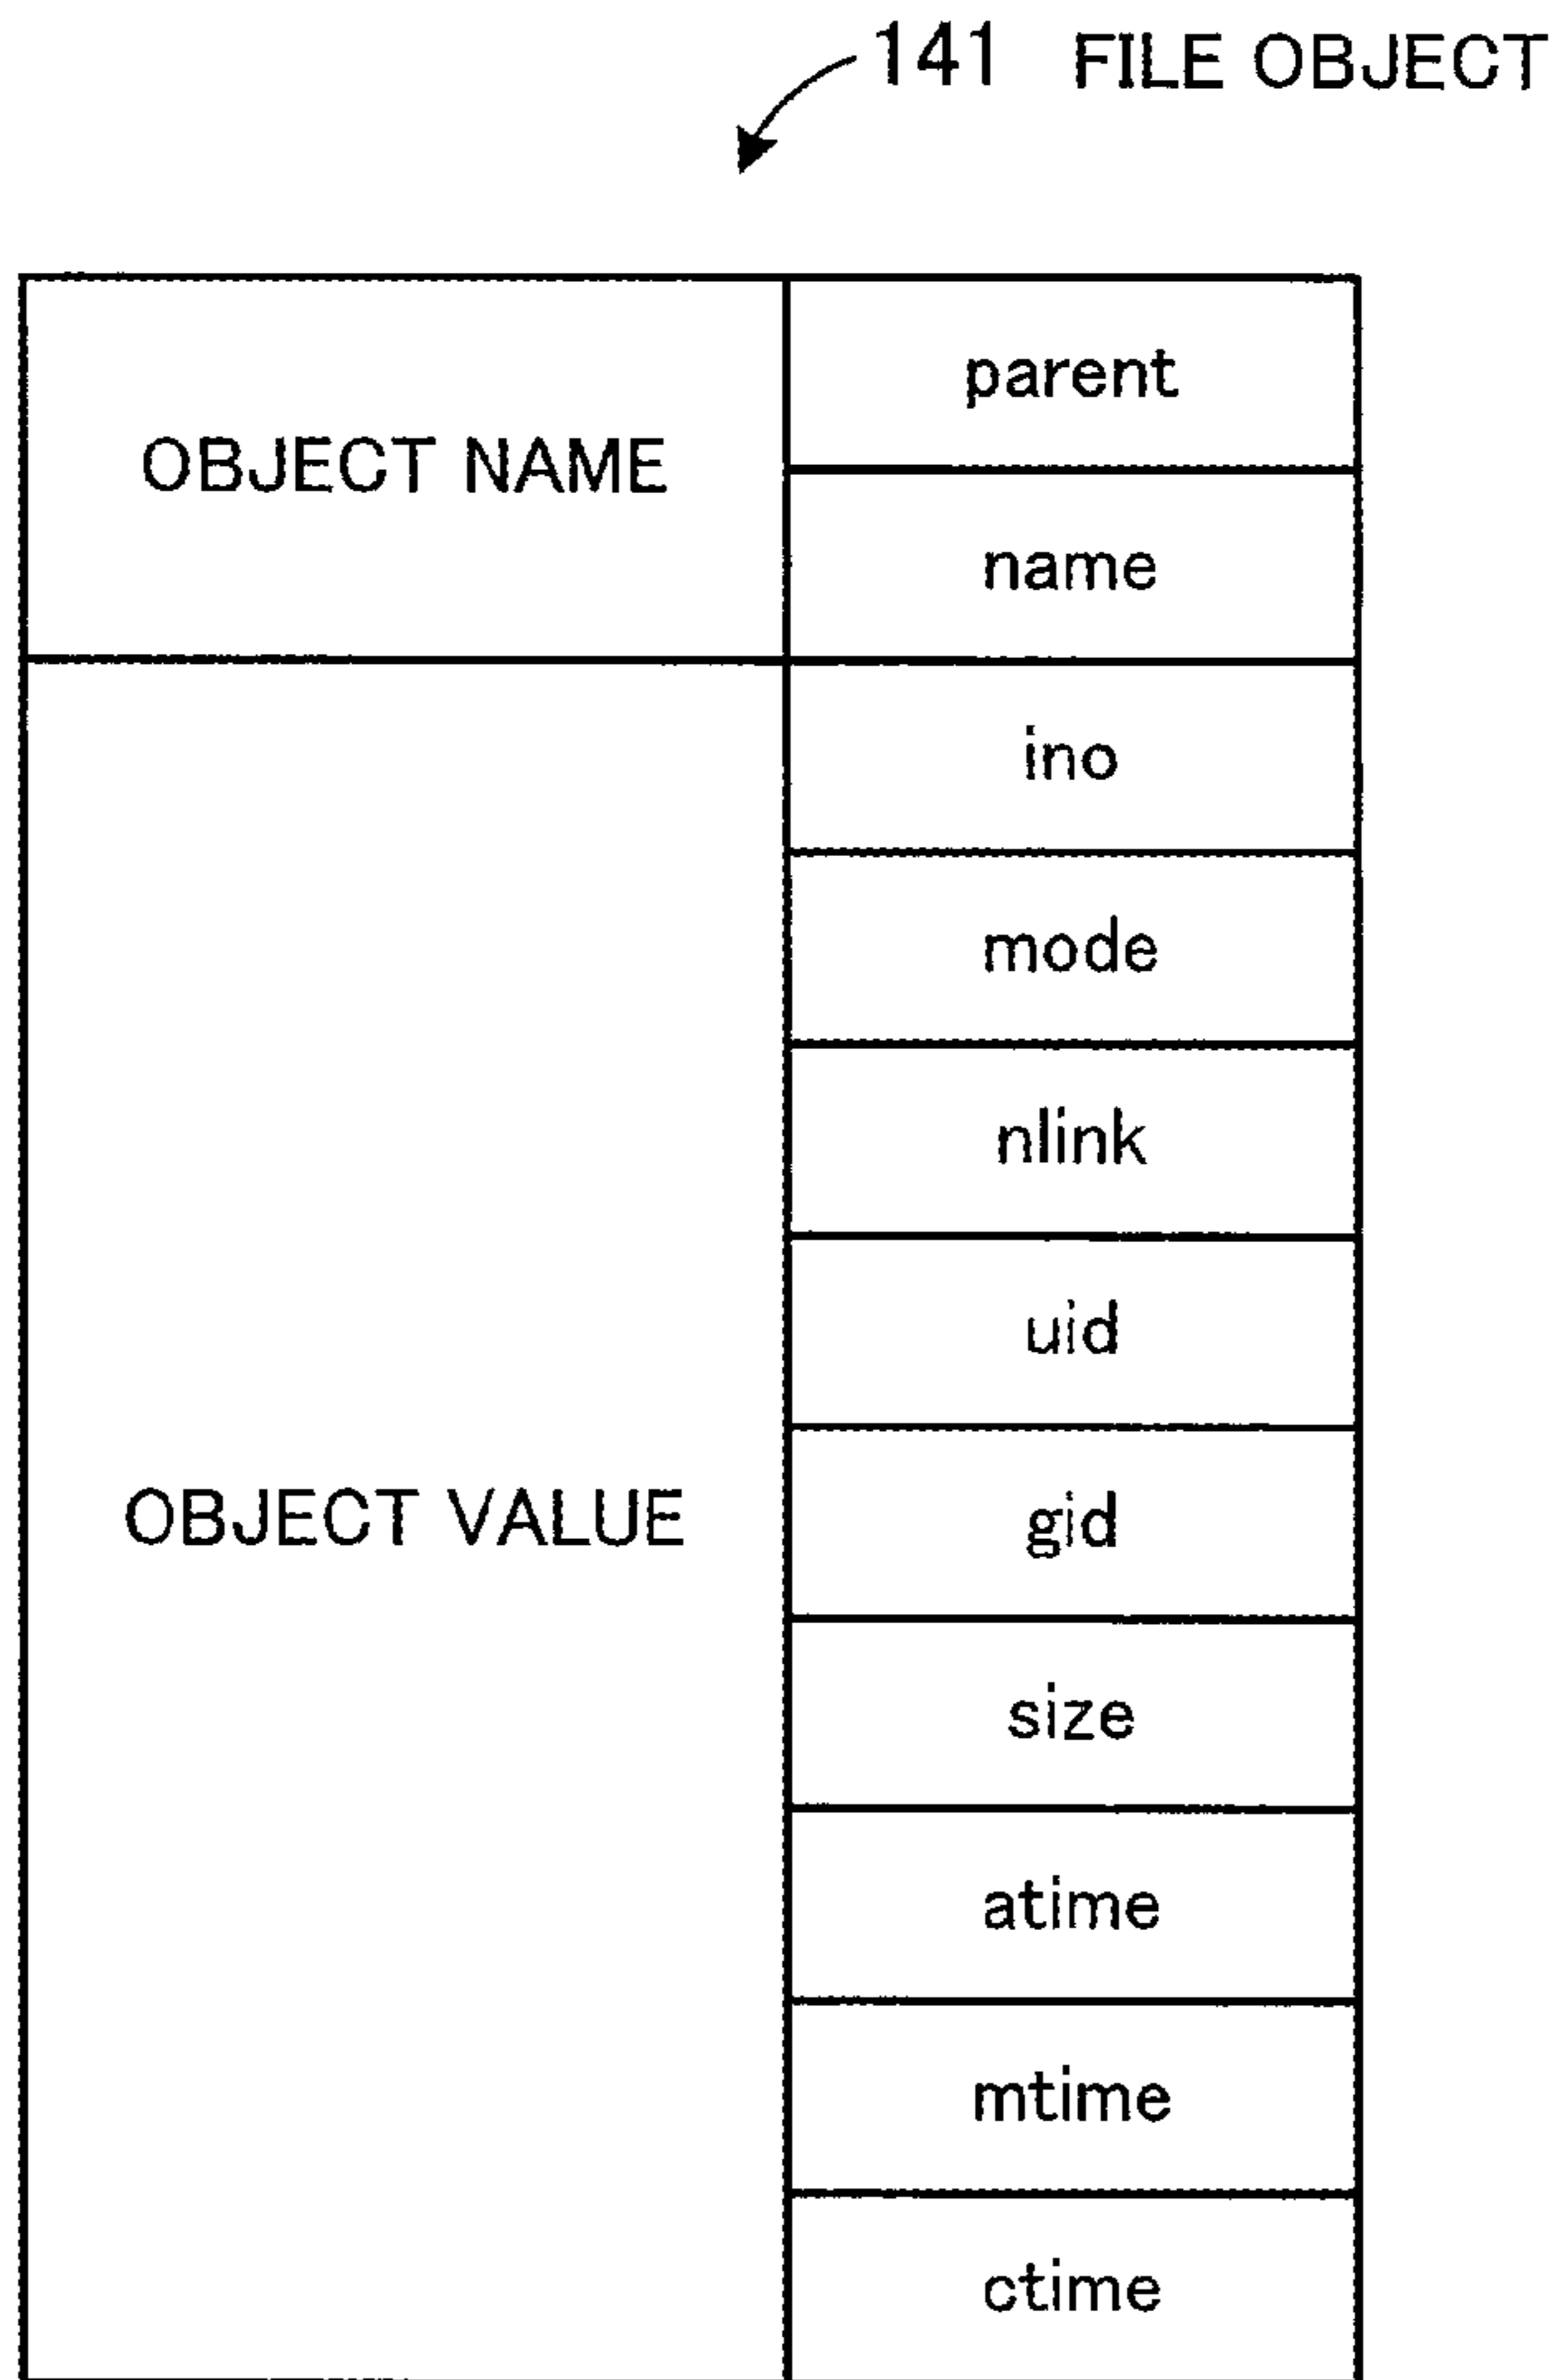 141 FILE OBJECT
OBJECT NAME
parent
name
OBJECT VALUE
ino
mode
nlink
uid
gid
size
atime
mtime
ctime